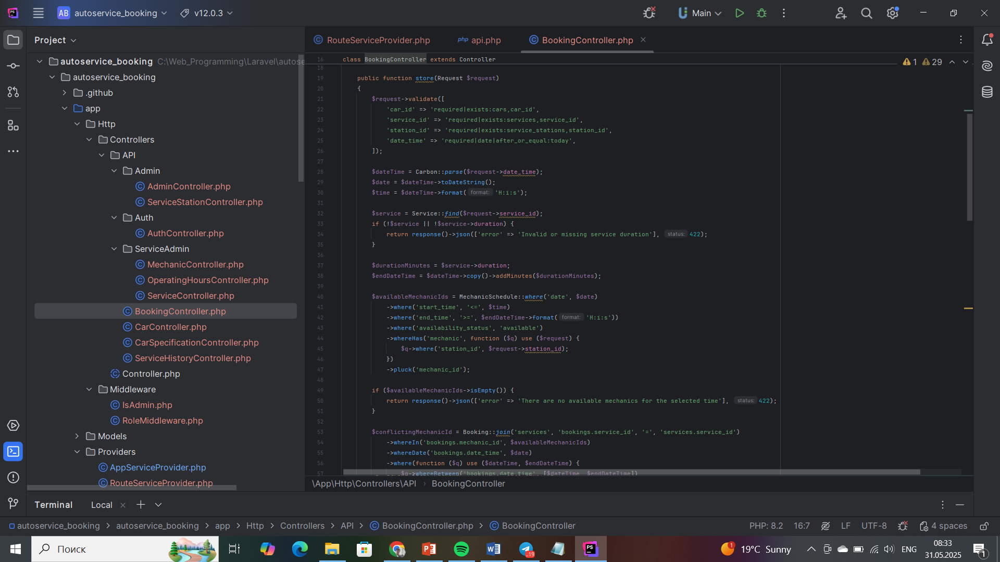 AB autoservice_booking v12.0.3 Main
Project
RouteServiceProvider.php
php api.php
BookingController.php
autoservice_booking C:\Web_Programming\Laravel\autose
autoservice_booking
.github
app
Http
Controllers
API
Admin
AdminController.php
ServiceStationController.php
Auth
AuthController.php
ServiceAdmin
MechanicController.php
OperatingHoursController.php
ServiceController.php
BookingController.php
CarController.php
CarSpecificationController.php
ServiceHistoryController.php
Controller.php
Middleware
IsAdmin.php
RoleMiddleware.php
Models
Providers
AppServiceProvider.php
RouteServiceProvider.php
1 29
16 class BookingController extends Controller
18
19 public function store(Request $request)
20 {
21 $request->validate([
22 'car_id' => 'required|exists:cars,car_id',
23 'service_id' => 'required|exists:services,service_id',
24 'station_id' => 'required|exists:service_stations,station_id',
25 'date_time' => 'required|date|after_or_equal:today',
26 ]);
27
28 $dateTime = Carbon::parse($request->date_time);
29 $date = $dateTime->toDateString();
30 $time = $dateTime->format( format: 'H:i:s');
31
32 $service = Service::find($request->service_id);
33 if (!$service || !$service->duration) {
34 return response()->json(['error' => 'Invalid or missing service duration'], status: 422);
35 }
36
37 $durationMinutes = $service->duration;
38 $endDateTime = $dateTime->copy()->addMinutes($durationMinutes);
39
40 $availableMechanicIds = MechanicSchedule::where('date', $date)
41 ->where('start_time', '<=', $time)
42 ->where('end_time', '>=', $endDateTime->format( format: 'H:i:s'))
43 ->where('availability_status', 'available')
44 ->whereHas('mechanic', function ($q) use ($request) {
45 $q->where('station_id', $request->station_id);
46 })
47 ->pluck('mechanic_id');
48
49 if ($availableMechanicIds->isEmpty()) {
50 return response()->json(['error' => 'There are no available mechanics for the selected time'], status: 422);
51 }
52
53 $conflictingMechanicId = Booking::join('services', 'bookings.service_id', '=', 'services.service_id')
54 ->whereIn('bookings.mechanic_id', $availableMechanicIds)
55 ->whereDate('bookings.date_time', $date)
56 ->where(function ($q) use ($dateTime, $endDateTime) {
57 $q->whereBetween('bookings.date_time', [$dateTime, $endDateTime])
\App\Http\Controllers\API › BookingController
Terminal Local
autoservice_booking > autoservice_booking > app > Http > Controllers > API > BookingController.php > BookingController
PHP: 8.2 16:7 LF UTF-8 4 spaces
Поиск
..19
PS
1
19°C Sunny
ENG
08:33
31.05.2025
1